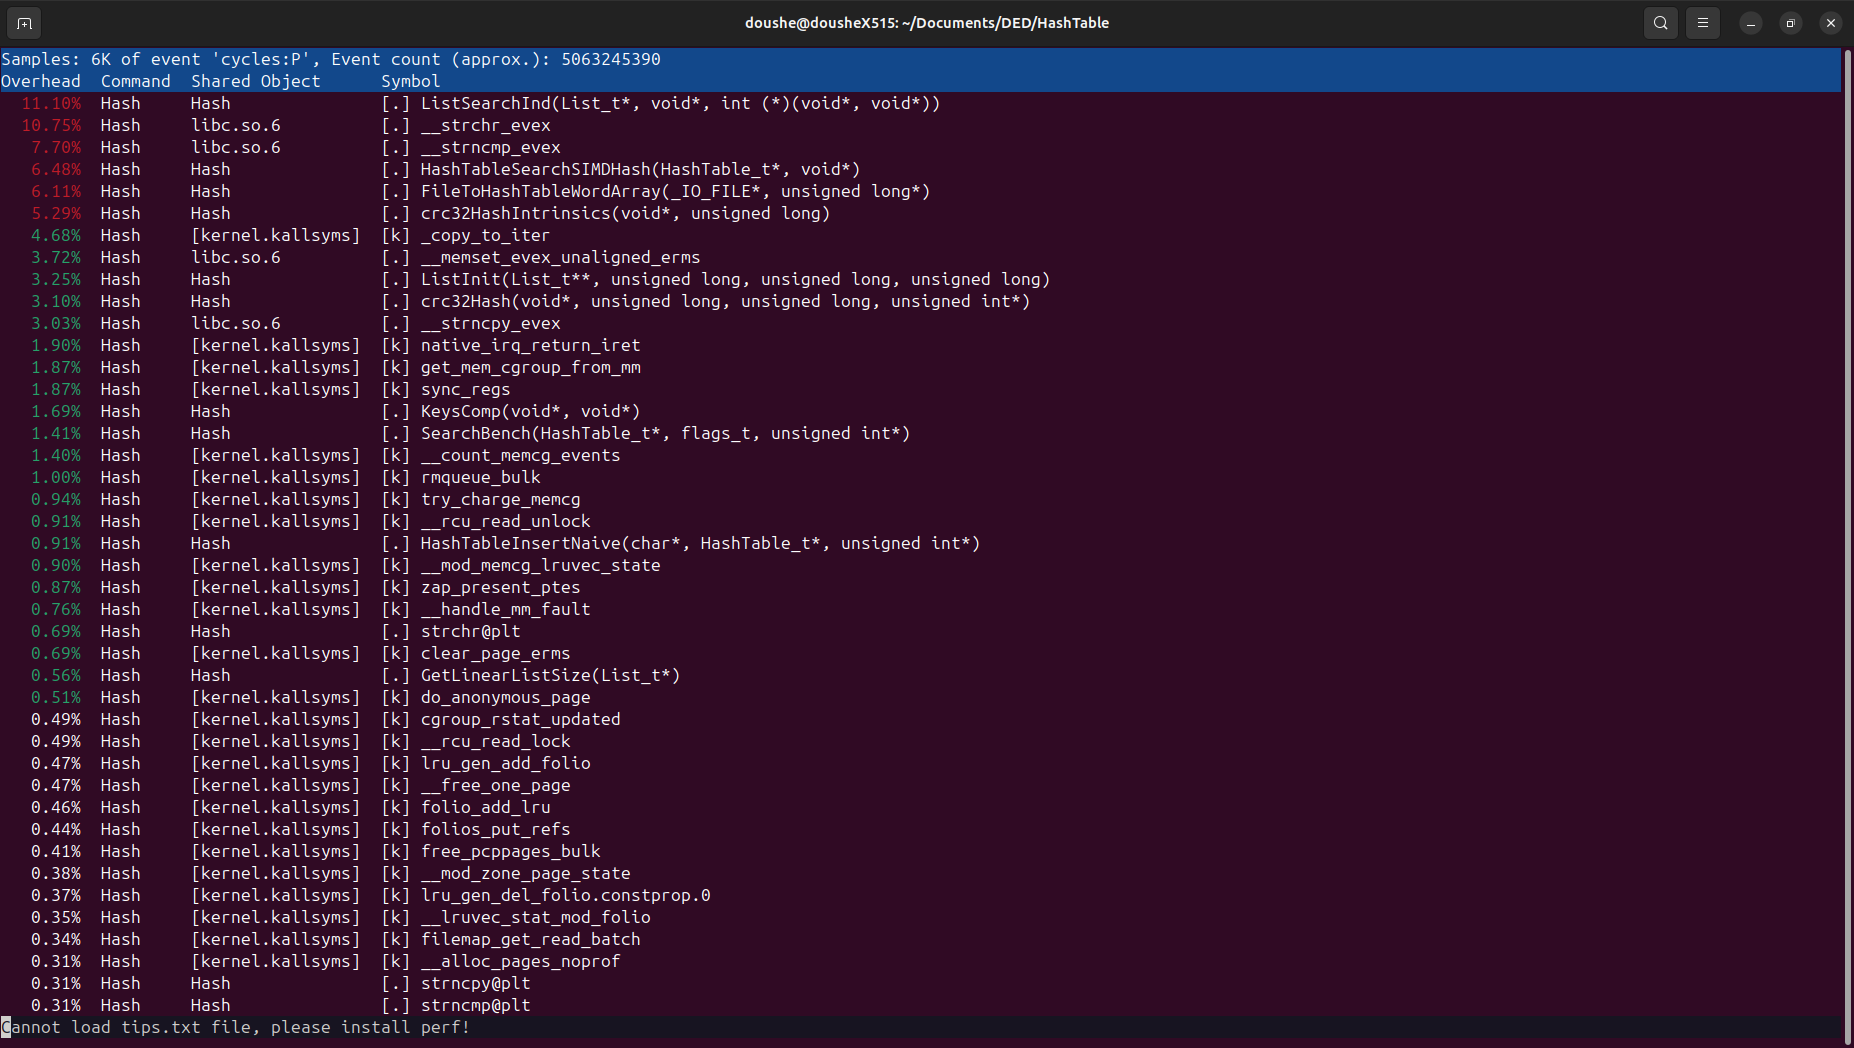 doushe@dousheX515: ~/Documents/DED/HashTable
Samples: 6K of event 'cycles:P', Event count (approx.): 5063245390
Overhead  Command  Shared Object      Symbol
11.10%  Hash     Hash               [.] ListSearchInd(List_t*, void*, int (*)(void*, void*))
10.75%  Hash     libc.so.6          [.] __strchr_evex
7.70%  Hash     libc.so.6          [.] __strncmp_evex
6.48%  Hash     Hash               [.] HashTableSearchSIMDHash(HashTable_t*, void*)
6.11%  Hash     Hash               [.] FileToHashTableWordArray(_IO_FILE*, unsigned long*)
5.29%  Hash     Hash               [.] crc32HashIntrinsics(void*, unsigned long)
4.68%  Hash     [kernel.kallsyms]  [k] _copy_to_iter
3.72%  Hash     libc.so.6          [.] __memset_evex_unaligned_erms
3.25%  Hash     Hash               [.] ListInit(List_t**, unsigned long, unsigned long, unsigned long)
3.10%  Hash     Hash               [.] crc32Hash(void*, unsigned long, unsigned long, unsigned int*)
3.03%  Hash     libc.so.6          [.] __strncpy_evex
1.90%  Hash     [kernel.kallsyms]  [k] native_irq_return_iret
1.87%  Hash     [kernel.kallsyms]  [k] get_mem_cgroup_from_mm
1.87%  Hash     [kernel.kallsyms]  [k] sync_regs
1.69%  Hash     Hash               [.] KeysComp(void*, void*)
1.41%  Hash     Hash               [.] SearchBench(HashTable_t*, flags_t, unsigned int*)
1.40%  Hash     [kernel.kallsyms]  [k] __count_memcg_events
1.00%  Hash     [kernel.kallsyms]  [k] rmqueue_bulk
0.94%  Hash     [kernel.kallsyms]  [k] try_charge_memcg
0.91%  Hash     [kernel.kallsyms]  [k] __rcu_read_unlock
0.91%  Hash     Hash               [.] HashTableInsertNaive(char*, HashTable_t*, unsigned int*)
0.90%  Hash     [kernel.kallsyms]  [k] __mod_memcg_lruvec_state
0.87%  Hash     [kernel.kallsyms]  [k] zap_present_ptes
0.76%  Hash     [kernel.kallsyms]  [k] __handle_mm_fault
0.69%  Hash     Hash               [.] strchr@plt
0.69%  Hash     [kernel.kallsyms]  [k] clear_page_erms
0.56%  Hash     Hash               [.] GetLinearListSize(List_t*)
0.51%  Hash     [kernel.kallsyms]  [k] do_anonymous_page
0.49%  Hash     [kernel.kallsyms]  [k] cgroup_rstat_updated
0.49%  Hash     [kernel.kallsyms]  [k] __rcu_read_lock
0.47%  Hash     [kernel.kallsyms]  [k] lru_gen_add_folio
0.47%  Hash     [kernel.kallsyms]  [k] __free_one_page
0.46%  Hash     [kernel.kallsyms]  [k] folio_add_lru
0.44%  Hash     [kernel.kallsyms]  [k] folios_put_refs
0.41%  Hash     [kernel.kallsyms]  [k] free_pcppages_bulk
0.38%  Hash     [kernel.kallsyms]  [k] __mod_zone_page_state
0.37%  Hash     [kernel.kallsyms]  [k] lru_gen_del_folio.constprop.0
0.35%  Hash     [kernel.kallsyms]  [k] __lruvec_stat_mod_folio
0.34%  Hash     [kernel.kallsyms]  [k] filemap_get_read_batch
0.31%  Hash     [kernel.kallsyms]  [k] __alloc_pages_noprof
0.31%  Hash     Hash               [.] strncpy@plt
0.31%  Hash     Hash               [.] strncmp@plt
Cannot load tips.txt file, please install perf!